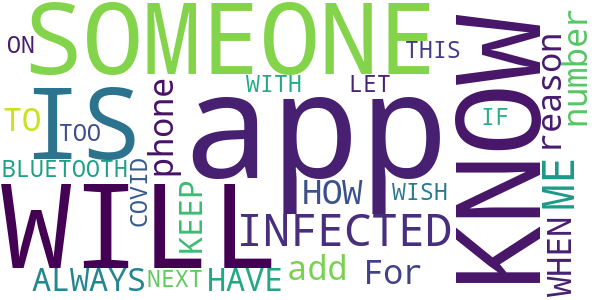 ON
SOMEONE
THIS
KNOW
reason
number
IS
app
WITH
LET
IF
TO
TOO
phone
BLUETOOTH
COVID
KEEP
HOW
WISH
ME
WILL
INFECTED
WHEN
ALWAYS
NEXT
HAVE
add
For